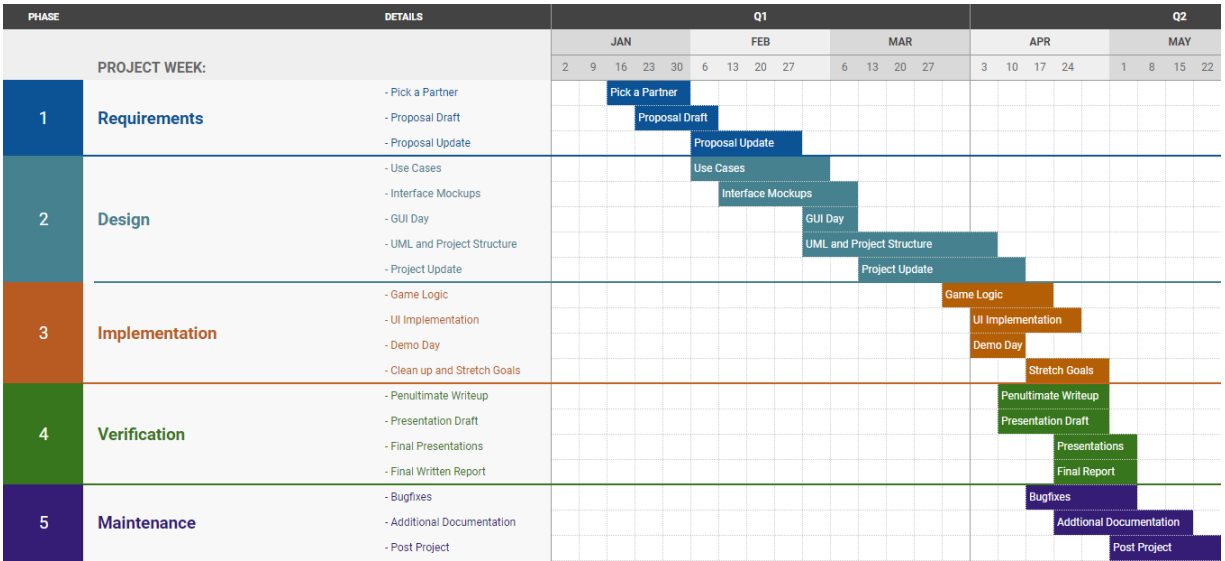 PHASE DETAILS Q1 Q2
JAN FEB MAR APR MAY
PROJECT WEEK: 2 9 16 23 30 6 13 20 27 6 13 20 27 3 10 17 24 1 8 15 22
- Pick a Partner Pick a Partner
1 Requirements - Proposal Draft Proposal Draft
- Proposal Update Proposal Update
- Use Cases Use Cases
- Interface Mockups Interface Mockups
2 Design - GUI Day GUI Day
- UML and Project Structure UML and Project Structure
- Project Update Project Update
- Game Logic Game Logic
- UI Implementation UI Implementation
3 Implementation
- Demo Day Demo Day
- Clean up and Stretch Goals Stretch Goals
- Penultimate Writeup Penultimate Writeup
- Presentation Draft Presentation Draft
4 Verification
- Final Presentations Presentations
- Final Written Report Final Report
- Bugfixes Bugfixes
5 Maintenance - Additional Documentation Addtional Documentation
- Post Project Post Project